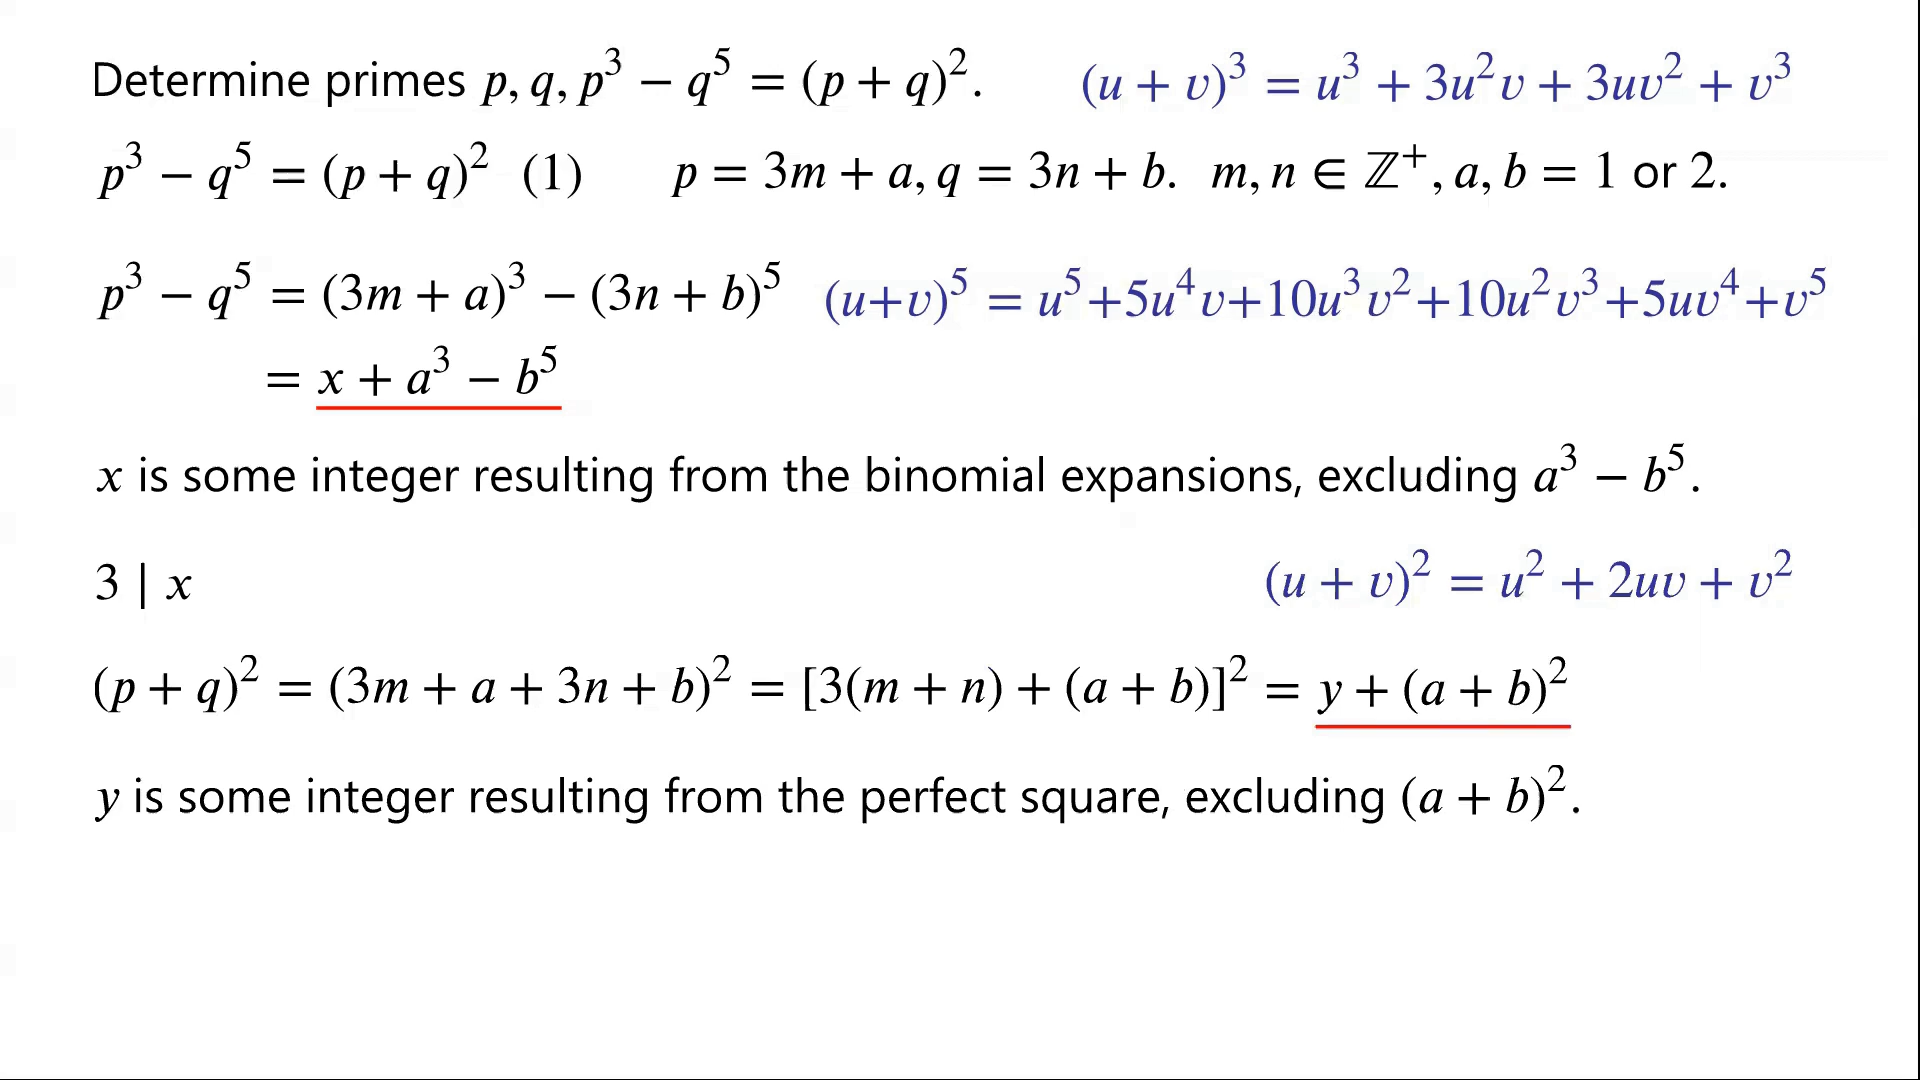 Determine primes p, q, p³ − q⁵ = (p + q)². (u + v)³ = u³ + 3u²v + 3uv² + v³
p³ − q⁵ = (p + q)² (1) p = 3m + a, q = 3n + b. m, n ∈ ℤ⁺, a, b = 1 or 2.
p³ − q⁵ = (3m + a)³ − (3n + b)⁵ (u+v)⁵ = u⁵+5u⁴v+10u³v²+10u²v³+5uv⁴+v⁵
= x + a³ − b⁵
x is some integer resulting from the binomial expansions, excluding a³ − b⁵.
3 | x (u + v)² = u² + 2uv + v²
(p + q)² = (3m + a + 3n + b)² = [3(m + n) + (a + b)]² = y + (a + b)²
y is some integer resulting from the perfect square, excluding (a + b)².